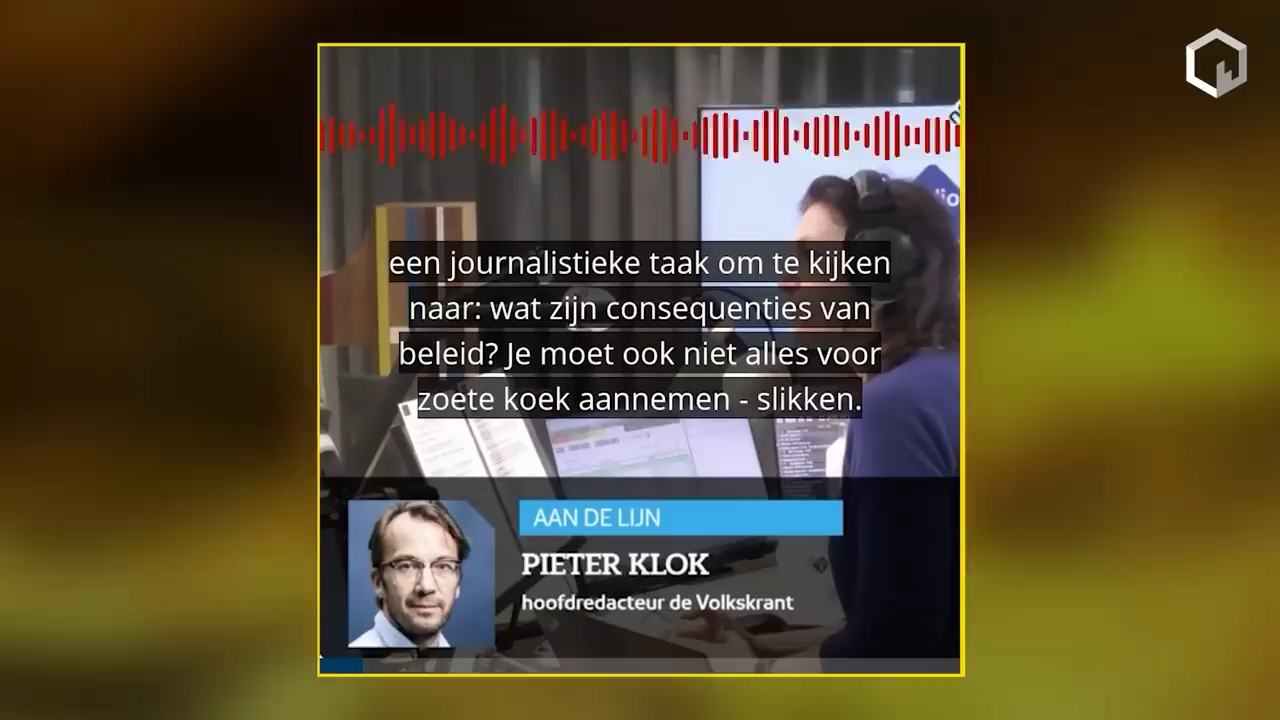 een journalistieke taak om te kijken
naar: wat zijn consequenties van
beleid? Je moet ook niet alles voor
zoete koek aannemen - slikken.
AAN DE LIJN
PIETER KLOK
hoofdredacteur de Volkskrant